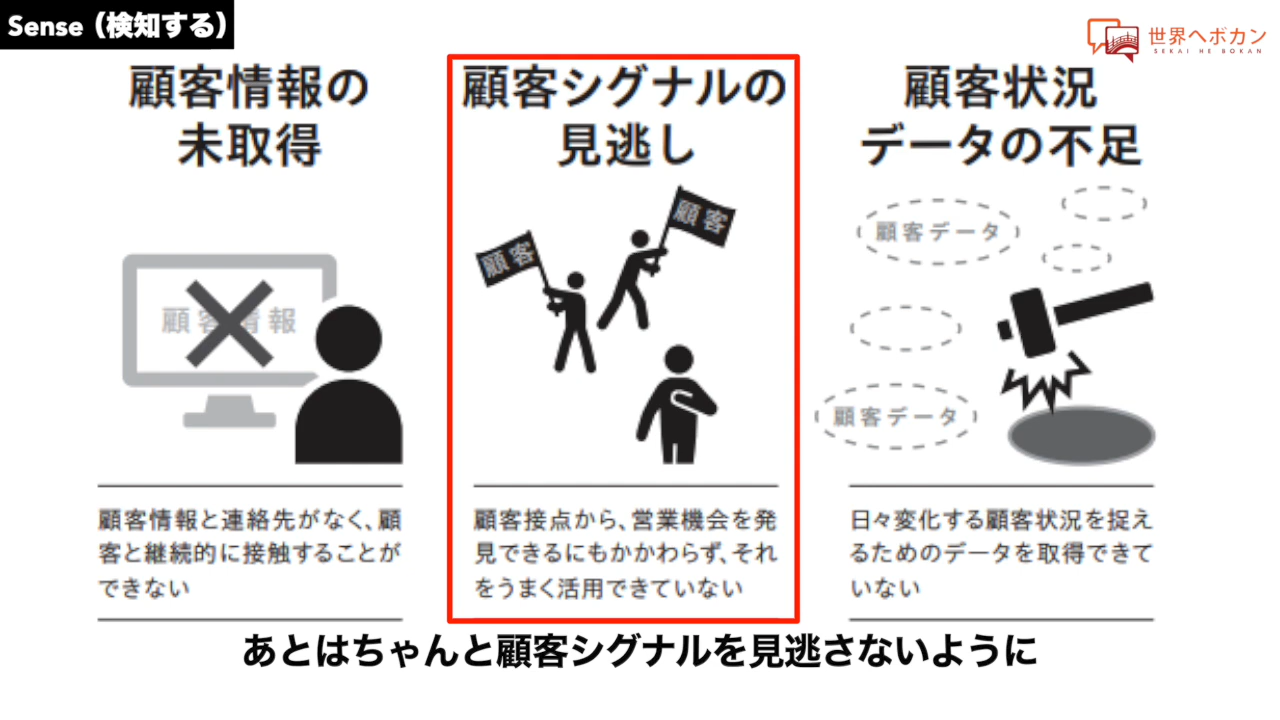 Sense（検知する）
世界へボカン
SEKAI HE BOKAN
顧客情報の
未取得
顧客情報
顧客情報と連絡先がなく、顧
客と継続的に接触することが
できない
顧客シグナルの
見逃し
顧客
顧客
顧客接点から、営業機会を発
見できるにもかかわらず、それ
をうまく活用できていない
顧客状況
データの不足
顧客データ
顧客データ
日々変化する顧客状況を捉え
るためのデータを取得できて
いない
あとはちゃんと顧客シグナルを見逃さないように